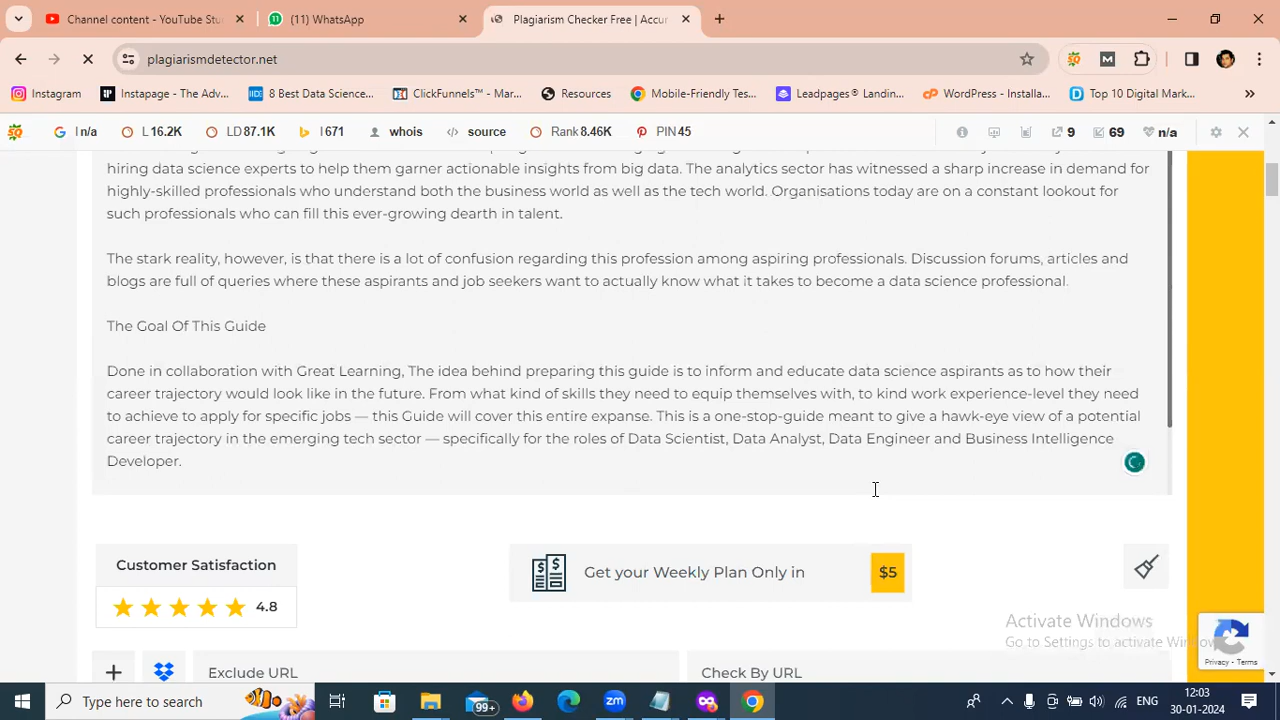 Channel content - YouTube Stu
(11) WhatsApp
Plagiarism Checker Free | Accur
plagiarismdetector.net
Instagram
Instapage - The Adv...
8 Best Data Science...
ClickFunnels™ - Mar...
Resources
Mobile-Friendly Tes...
Leadpages® Landin...
WordPress - Installa...
Top 10 Digital Mark...
I n/a
L 16.2K
LD 87.1K
I 671
whois
source
Rank 8.46K
PIN 45
9
69
n/a
hiring data science experts to help them garner actionable insights from big data. The analytics sector has witnessed a sharp increase in demand for
highly-skilled professionals who understand both the business world as well as the tech world. Organisations today are on a constant lookout for
such professionals who can fill this ever-growing dearth in talent.
The stark reality, however, is that there is a lot of confusion regarding this profession among aspiring professionals. Discussion forums, articles and
blogs are full of queries where these aspirants and job seekers want to actually know what it takes to become a data science professional.
The Goal Of This Guide
Done in collaboration with Great Learning, The idea behind preparing this guide is to inform and educate data science aspirants as to how their
career trajectory would look like in the future. From what kind of skills they need to equip themselves with, to kind work experience-level they need
to achieve to apply for specific jobs — this Guide will cover this entire expanse. This is a one-stop-guide meant to give a hawk-eye view of a potential
career trajectory in the emerging tech sector — specifically for the roles of Data Scientist, Data Analyst, Data Engineer and Business Intelligence
Developer.
Customer Satisfaction
4.8
Get your Weekly Plan Only in
$5
Activate Windows
Go to Settings to activate Windows
Privacy - Terms
Exclude URL
Check By URL
Type here to search
99+
ENG
12:03
30-01-2024